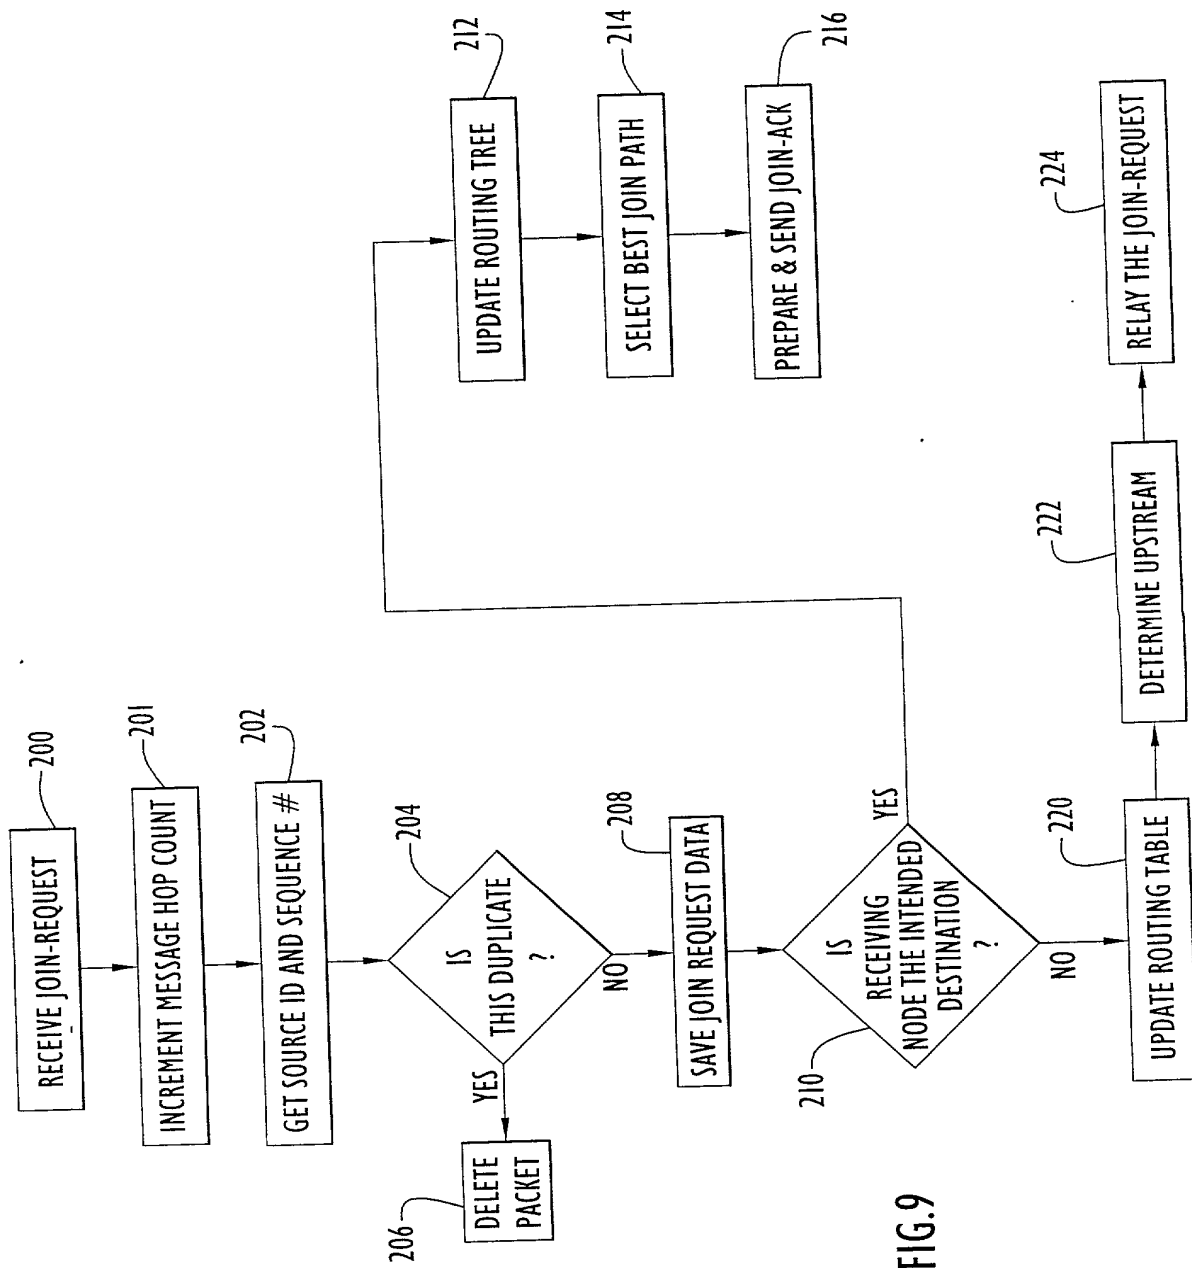 RECEIVE JOIN-REQUEST
200
INCREMENT MESSAGE HOP COUNT
201
GET SOURCE ID AND SEQUENCE #
202
IS
THIS DUPLICATE
?
204
YES
DELETE
PACKET
206
NO
SAVE JOIN REQUEST DATA
208
IS
RECEIVING
NODE THE INTENDED
DESTINATION
?
210
YES
UPDATE ROUTING TREE
212
SELECT BEST JOIN PATH
214
PREPARE & SEND JOIN-ACK
216
NO
UPDATE ROUTING TABLE
220
DETERMINE UPSTREAM
222
RELAY THE JOIN-REQUEST
224
FIG.9